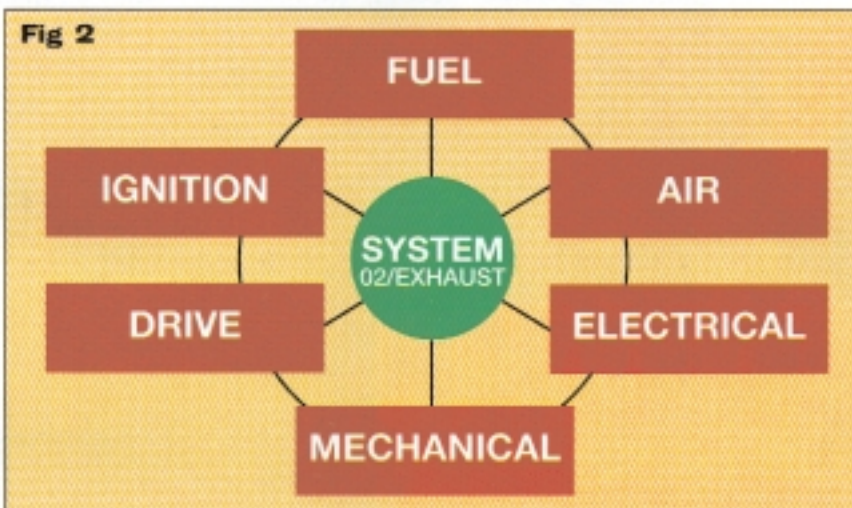 Fig 2
FUEL
IGNITION
AIR
SYSTEM
02/EXHAUST
DRIVE
ELECTRICAL
MECHANICAL